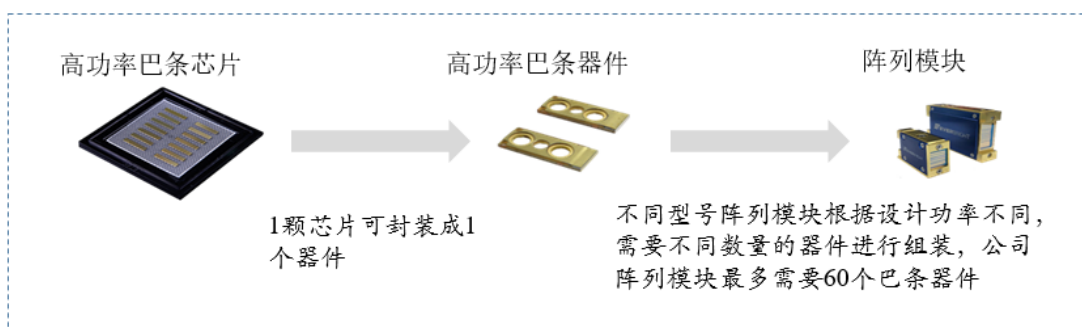 高功率巴条芯片
高功率巴条器件
阵列模块
1颗芯片可封装成1
个器件
不同型号阵列模块根据设计功率不同，
需要不同数量的器件进行组装，公司
阵列模块最多需要60个巴条器件